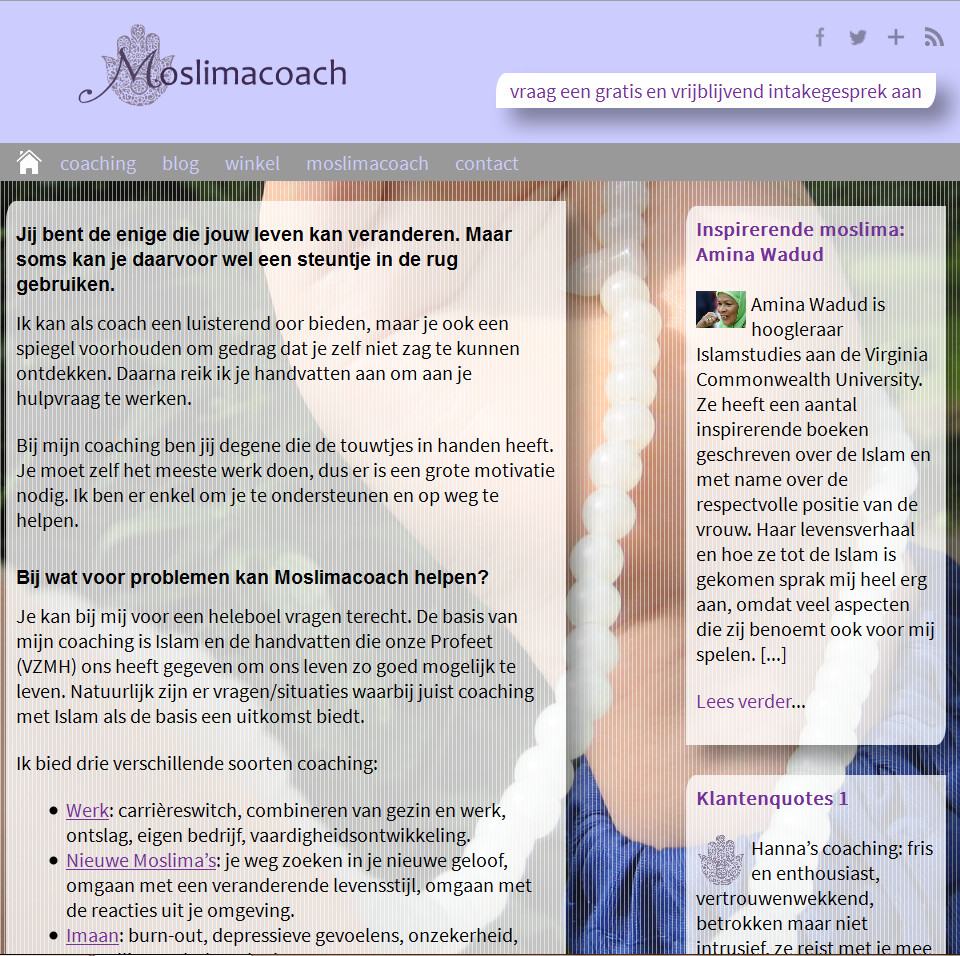 Moslimacoach
vraag een gratis en vrijblijvend intakegesprek aan
coaching blog winkel moslimacoach contact
Jij bent de enige die jouw leven kan veranderen. Maar
soms kan je daarvoor wel een steuntje in de rug
gebruiken.
Ik kan als coach een luisterend oor bieden, maar je ook een
spiegel voorhouden om gedrag dat je zelf niet zag te kunnen
ontdekken. Daarna reik ik je handvatten aan om aan je
hulpvraag te werken.
Bij mijn coaching ben jij degene die de touwtjes in handen heeft.
Je moet zelf het meeste werk doen, dus er is een grote motivatie
nodig. Ik ben er enkel om je te ondersteunen en op weg te
helpen.
Bij wat voor problemen kan Moslimacoach helpen?
Je kan bij mij voor een heleboel vragen terecht. De basis van
mijn coaching is Islam en de handvatten die onze Profeet
(VZMH) ons heeft gegeven om ons leven zo goed mogelijk te
leven. Natuurlijk zijn er vragen/situaties waarbij juist coaching
met Islam als de basis een uitkomst biedt.
Ik bied drie verschillende soorten coaching:
• Werk: carrièreswitch, combineren van gezin en werk,
ontslag, eigen bedrijf, vaardigheidsontwikkeling.
• Nieuwe Moslima's: je weg zoeken in je nieuwe geloof,
omgaan met een veranderende levensstijl, omgaan met
de reacties uit je omgeving.
• Imaan: burn-out, depressieve gevoelens, onzekerheid,
Inspirerende moslima:
Amina Wadud
Amina Wadud is
hoogleraar
Islamstudies aan de Virginia
Commonwealth University.
Ze heeft een aantal
inspirerende boeken
geschreven over de Islam en
met name over de
respectvolle positie van de
vrouw. Haar levensverhaal
en hoe ze tot de Islam is
gekomen sprak mij heel erg
aan, omdat veel aspecten
die zij benoemt ook voor mij
spelen. [...]
Lees verder...
Klantenquotes 1
Hanna's coaching: fris
en enthousiast,
vertrouwenwekkend,
betrokken maar niet
intrusief, ze reist met je mee